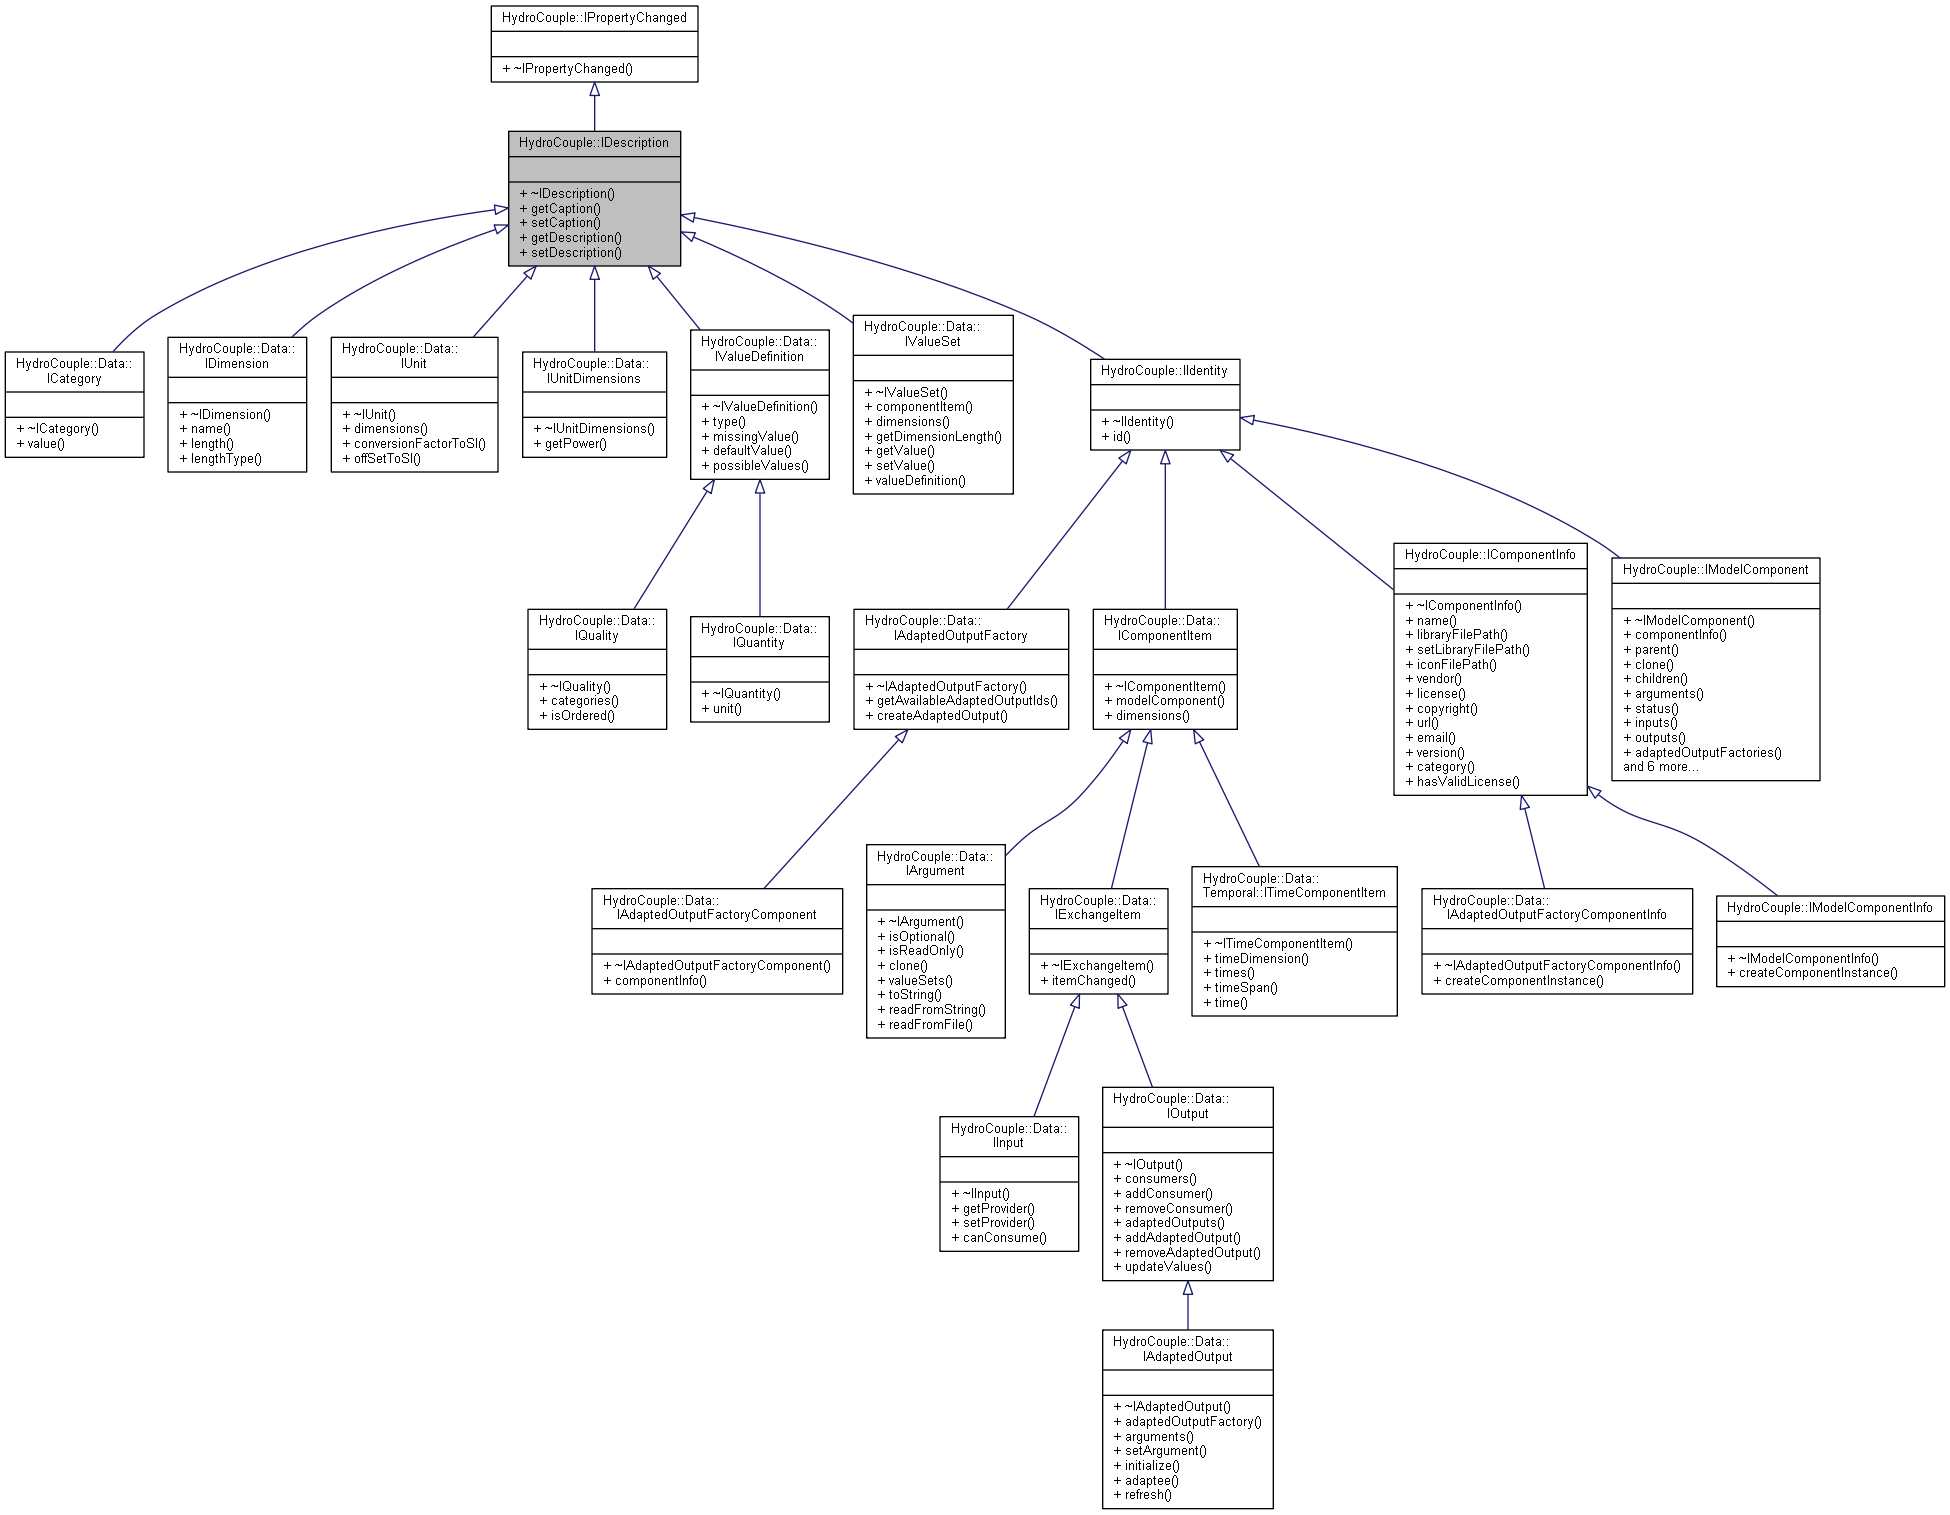 HydroCouple::IPropertyChanged
+ ~IPropertyChanged()
HydroCouple::IDescription
+ ~IDescription()
+ getCaption()
+ setCaption()
+ getDescription()
+ setDescription()
HydroCouple::Data::
ICategory
+ ~ICategory()
+ value()
HydroCouple::Data::
IDimension
+ ~IDimension()
+ name()
+ length()
+ lengthType()
HydroCouple::Data::
IUnit
+ ~IUnit()
+ dimensions()
+ conversionFactorToSI()
+ offSetToSI()
HydroCouple::Data::
IUnitDimensions
+ ~IUnitDimensions()
+ getPower()
HydroCouple::Data::
IValueDefinition
+ ~IValueDefinition()
+ type()
+ missingValue()
+ defaultValue()
+ possibleValues()
HydroCouple::Data::
IValueSet
+ ~IValueSet()
+ componentItem()
+ dimensions()
+ getDimensionLength()
+ getValue()
+ setValue()
+ valueDefinition()
HydroCouple::IIdentity
+ ~IIdentity()
+ id()
HydroCouple::Data::
IQuality
+ ~IQuality()
+ categories()
+ isOrdered()
HydroCouple::Data::
IQuantity
+ ~IQuantity()
+ unit()
HydroCouple::Data::
IAdaptedOutputFactory
+ ~IAdaptedOutputFactory()
+ getAvailableAdaptedOutputIds()
+ createAdaptedOutput()
HydroCouple::Data::
IComponentItem
+ ~IComponentItem()
+ modelComponent()
+ dimensions()
HydroCouple::IComponentInfo
+ ~IComponentInfo()
+ name()
+ libraryFilePath()
+ setLibraryFilePath()
+ iconFilePath()
+ vendor()
+ license()
+ copyright()
+ url()
+ email()
+ version()
+ category()
+ hasValidLicense()
HydroCouple::IModelComponent
+ ~IModelComponent()
+ componentInfo()
+ parent()
+ clone()
+ children()
+ arguments()
+ status()
+ inputs()
+ outputs()
+ adaptedOutputFactories()
and 6 more...
HydroCouple::Data::
IAdaptedOutputFactoryComponent
+ ~IAdaptedOutputFactoryComponent()
+ componentInfo()
HydroCouple::Data::
IArgument
+ ~IArgument()
+ isOptional()
+ isReadOnly()
+ clone()
+ valueSets()
+ toString()
+ readFromString()
+ readFromFile()
HydroCouple::Data::
IExchangeItem
+ ~IExchangeItem()
+ itemChanged()
HydroCouple::Data::
Temporal::ITimeComponentItem
+ ~ITimeComponentItem()
+ timeDimension()
+ times()
+ timeSpan()
+ time()
HydroCouple::Data::
IAdaptedOutputFactoryComponentInfo
+ ~IAdaptedOutputFactoryComponentInfo()
+ createComponentInstance()
HydroCouple::IModelComponentInfo
+ ~IModelComponentInfo()
+ createComponentInstance()
HydroCouple::Data::
IInput
+ ~IInput()
+ getProvider()
+ setProvider()
+ canConsume()
HydroCouple::Data::
IOutput
+ ~IOutput()
+ consumers()
+ addConsumer()
+ removeConsumer()
+ adaptedOutputs()
+ addAdaptedOutput()
+ removeAdaptedOutput()
+ updateValues()
HydroCouple::Data::
IAdaptedOutput
+ ~IAdaptedOutput()
+ adaptedOutputFactory()
+ arguments()
+ setArgument()
+ initialize()
+ adaptee()
+ refresh()